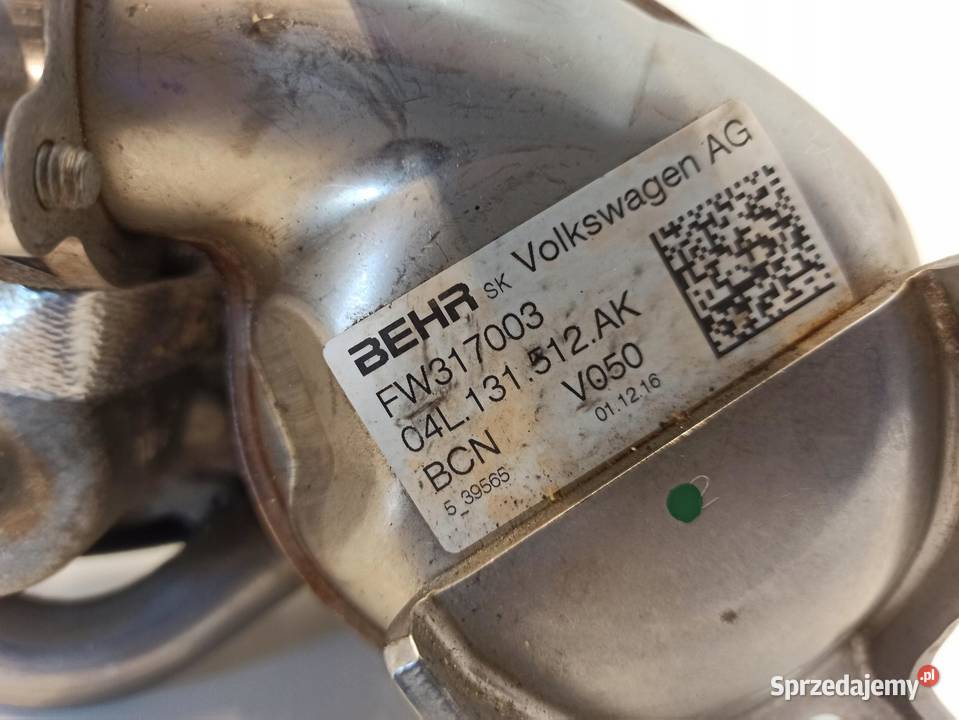 BEHR SK Volkswagen AG
FW317003
04L.131.512.AK
BCN V050
5_39565 01.12.16
Sprzedajemy.pl